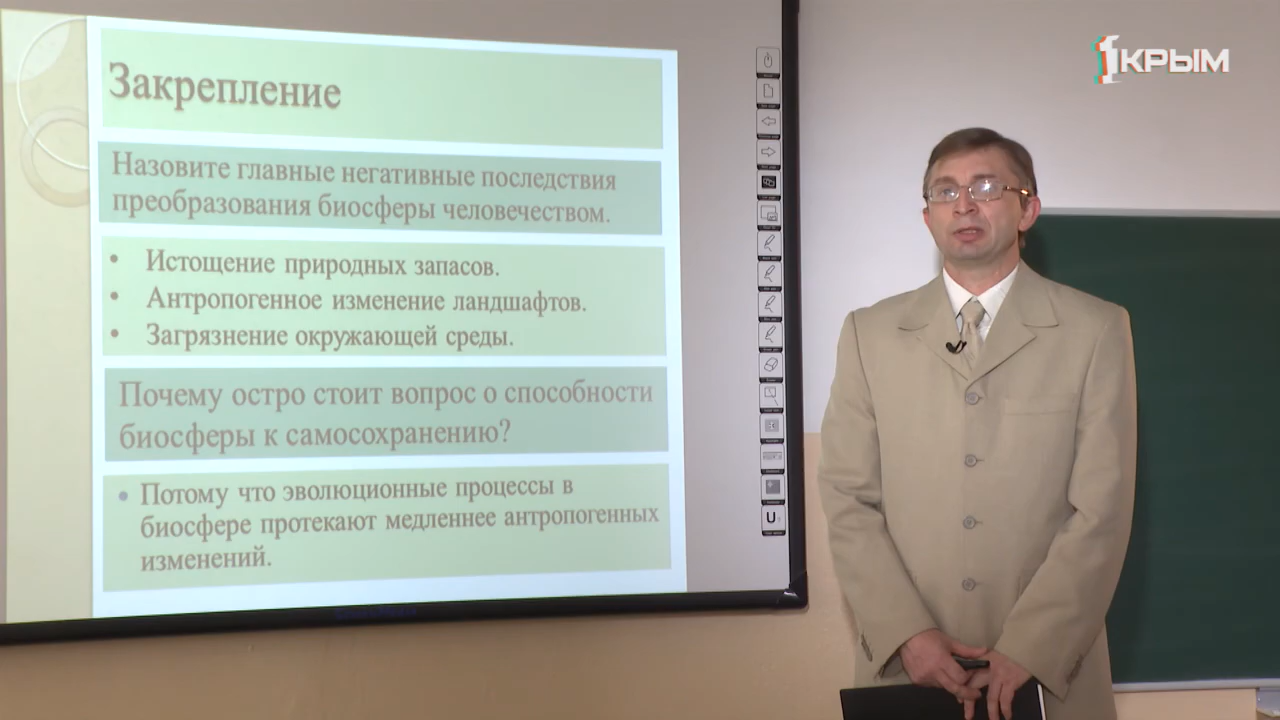 1КРЫМ
Закрепление
Назовите главные негативные последствия
преобразования биосферы человечеством.
• Истощение природных запасов.
• Антропогенное изменение ландшафтов.
• Загрязнение окружающей среды.
Почему остро стоит вопрос о способности
биосферы к самосохранению?
• Потому что эволюционные процессы в
биосфере протекают медленнее антропогенных
изменений.